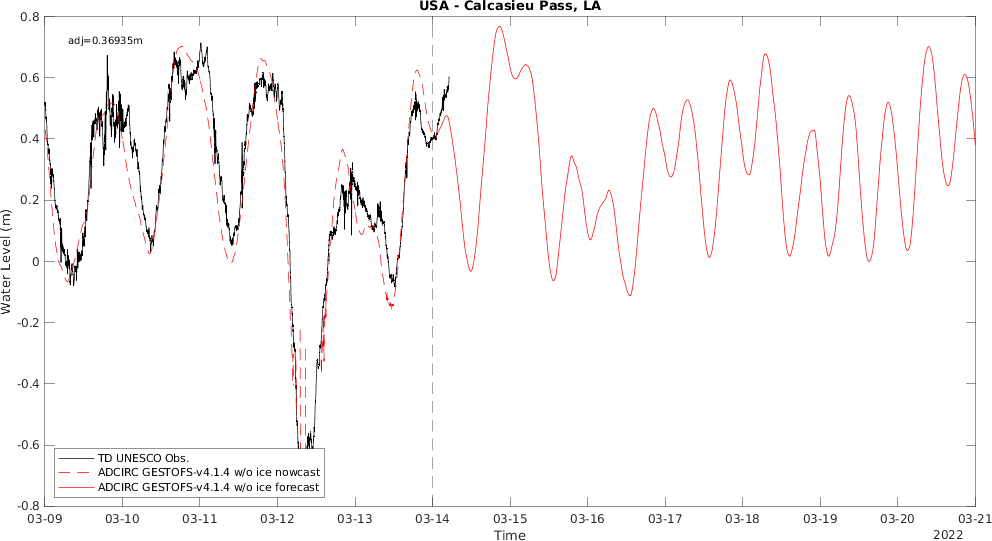 USA - Calcasieu Pass, LA
adj=0.36935m
0.8
0.6
0.4
0.2
0
-0.2
-0.4
-0.6
-0.8
Water Level (m)
TD UNESCO Obs.
ADCIRC GESTOFS-v4.1.4 w/o ice nowcast
ADCIRC GESTOFS-v4.1.4 w/o ice forecast
03-09 03-10 03-11 03-12 03-13 03-14 03-15 03-16 03-17 03-18 03-19 03-20 03-21
Time
2022